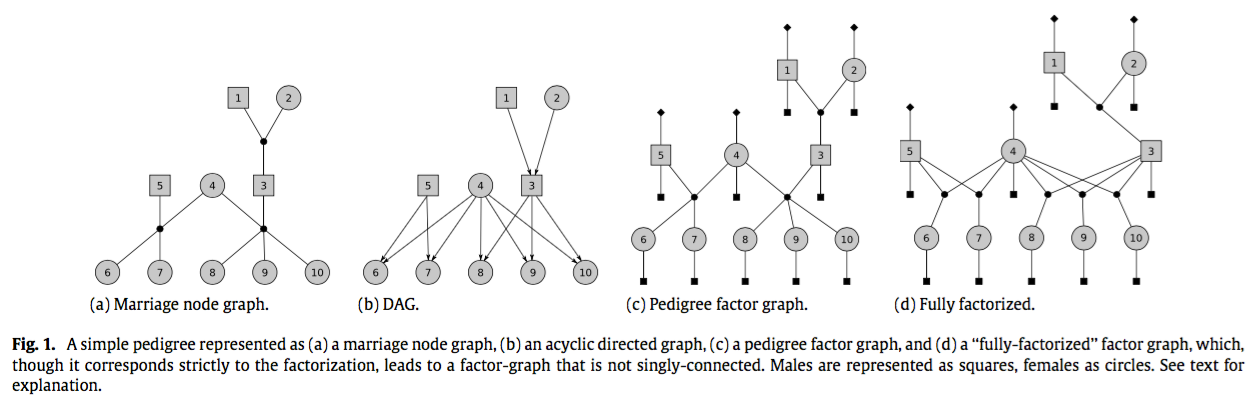 1 2
1 2
1 2
1 2
5 4 3
5 4 3
5 4 3
5 4 3
6 7 8 9 10
6 7 8 9 10
6 7 8 9 10
6 7 8 9 10
(a) Marriage node graph.
(b) DAG.
(c) Pedigree factor graph.
(d) Fully factorized.
Fig. 1. A simple pedigree represented as (a) a marriage node graph, (b) an acyclic directed graph, (c) a pedigree factor graph, and (d) a “fully-factorized” factor graph, which,
though it corresponds strictly to the factorization, leads to a factor-graph that is not singly-connected. Males are represented as squares, females as circles. See text for
explanation.